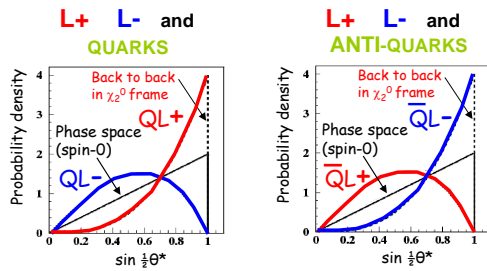 L+ L- and
QUARKS
Probability density
4
3
2
1
0
Back to back
in χ₂⁰ frame
QL+
Phase space
(spin-0)
QL-
0 0.2 0.4 0.6 0.8 1
sin ½θ*
L+ L- and
ANTI-QUARKS
Probability density
4
3
2
1
0
Back to back
in χ₂⁰ frame
Q̅L-
Phase space
(spin-0)
Q̅L+
0 0.2 0.4 0.6 0.8 1
sin ½θ*